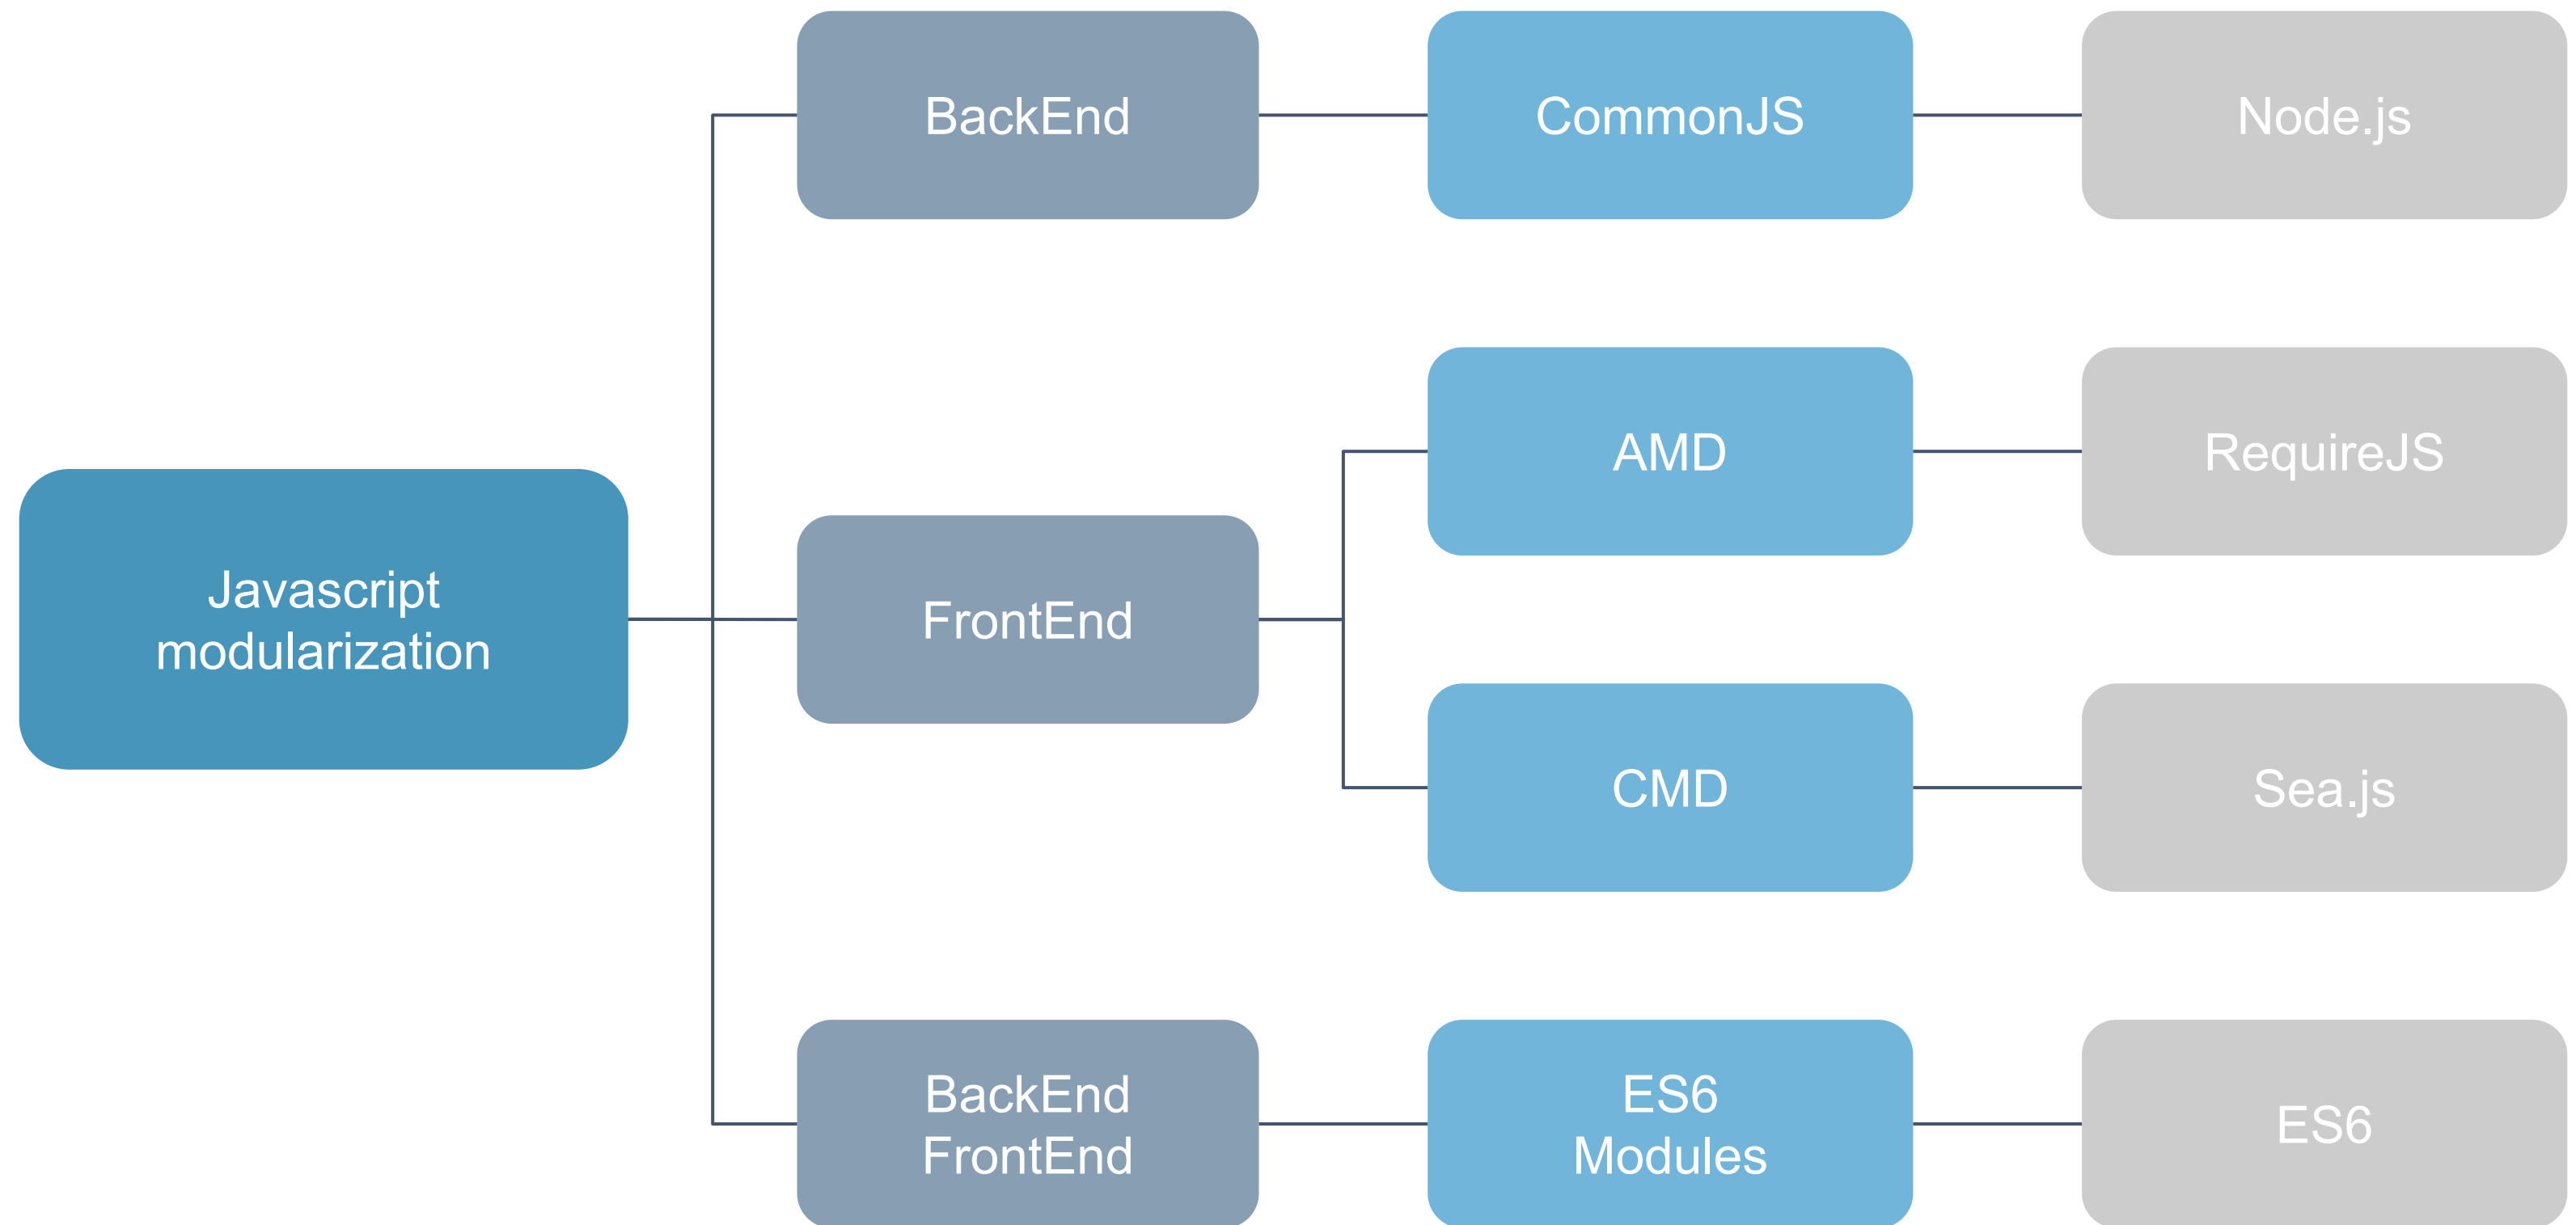 BackEnd
CommonJS
Node.js
AMD
RequireJS
Javascript
modularization
FrontEnd
CMD
Sea.js
BackEnd
FrontEnd
ES6
Modules
ES6